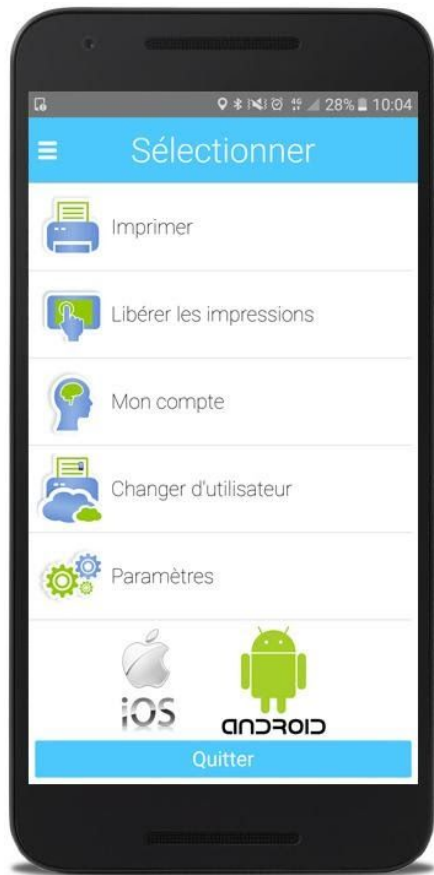 28% 10:04
Sélectionner
Imprimer
Libérer les impressions
Mon compte
Changer d'utilisateur
Paramètres
iOS
ANDROID
Quitter